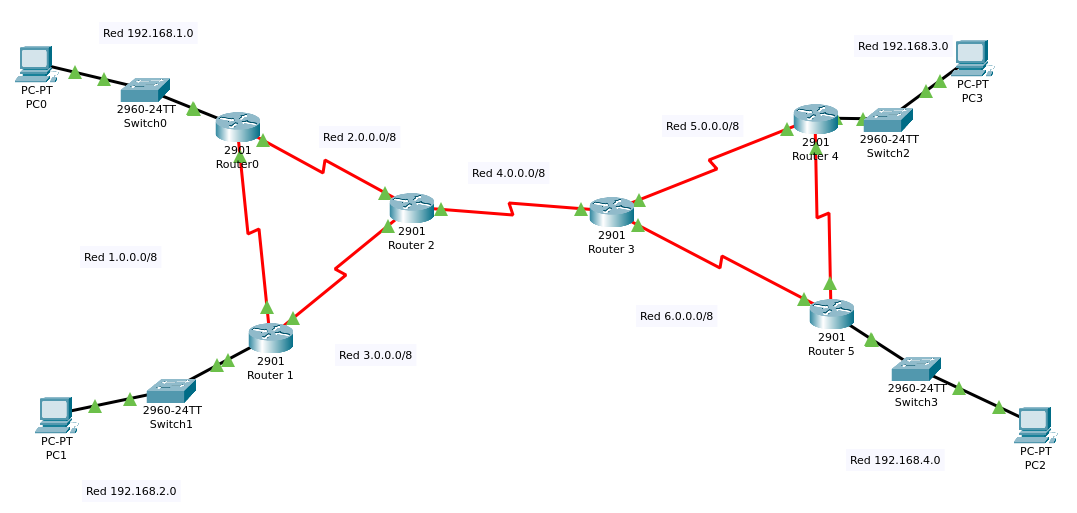 Red 192.168.1.0
PC-PT
PC0
2960-24TT
Switch0
2901
Router0
Red 2.0.0.0/8
Red 1.0.0.0/8
2901
Router 2
Red 4.0.0.0/8
2901
Router 1
Red 3.0.0.0/8
PC-PT
PC1
2960-24TT
Switch1
Red 192.168.2.0
Red 192.168.3.0
PC-PT
PC3
Red 5.0.0.0/8
2901
Router 4
2960-24TT
Switch2
2901
Router 3
Red 6.0.0.0/8
2901
Router 5
2960-24TT
Switch3
PC-PT
PC2
Red 192.168.4.0